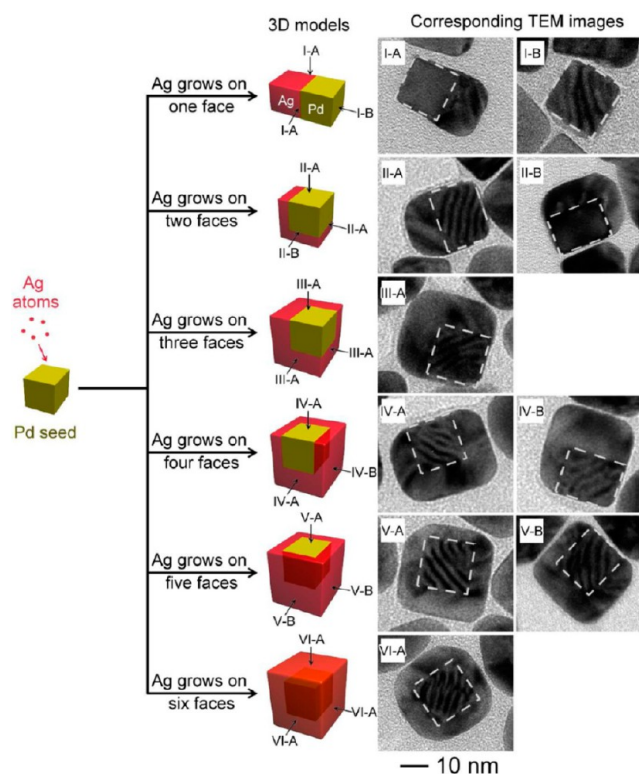 3D models
Corresponding TEM images
I-A
Ag grows on
one face
Ag
Pd
I-B
I-A
I-A
I-B
II-A
Ag grows on
two faces
II-A
II-B
II-A
II-B
III-A
Ag grows on
three faces
III-A
III-A
III-A
Ag
atoms
Pd seed
IV-A
Ag grows on
four faces
IV-B
IV-A
IV-A
IV-B
V-A
Ag grows on
five faces
V-B
V-B
V-A
V-B
VI-A
Ag grows on
six faces
VI-A
VI-A
VI-A
10 nm